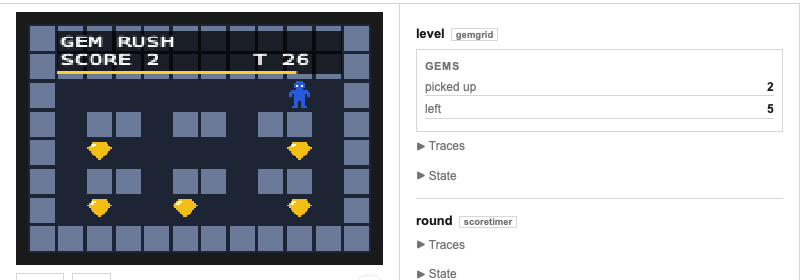 GEM RUSH
SCORE 2 T 26
level gemgrid
GEMS
picked up 2
left 5
▶ Traces
▶ State
round scoretimer
▶ Traces
▶ State